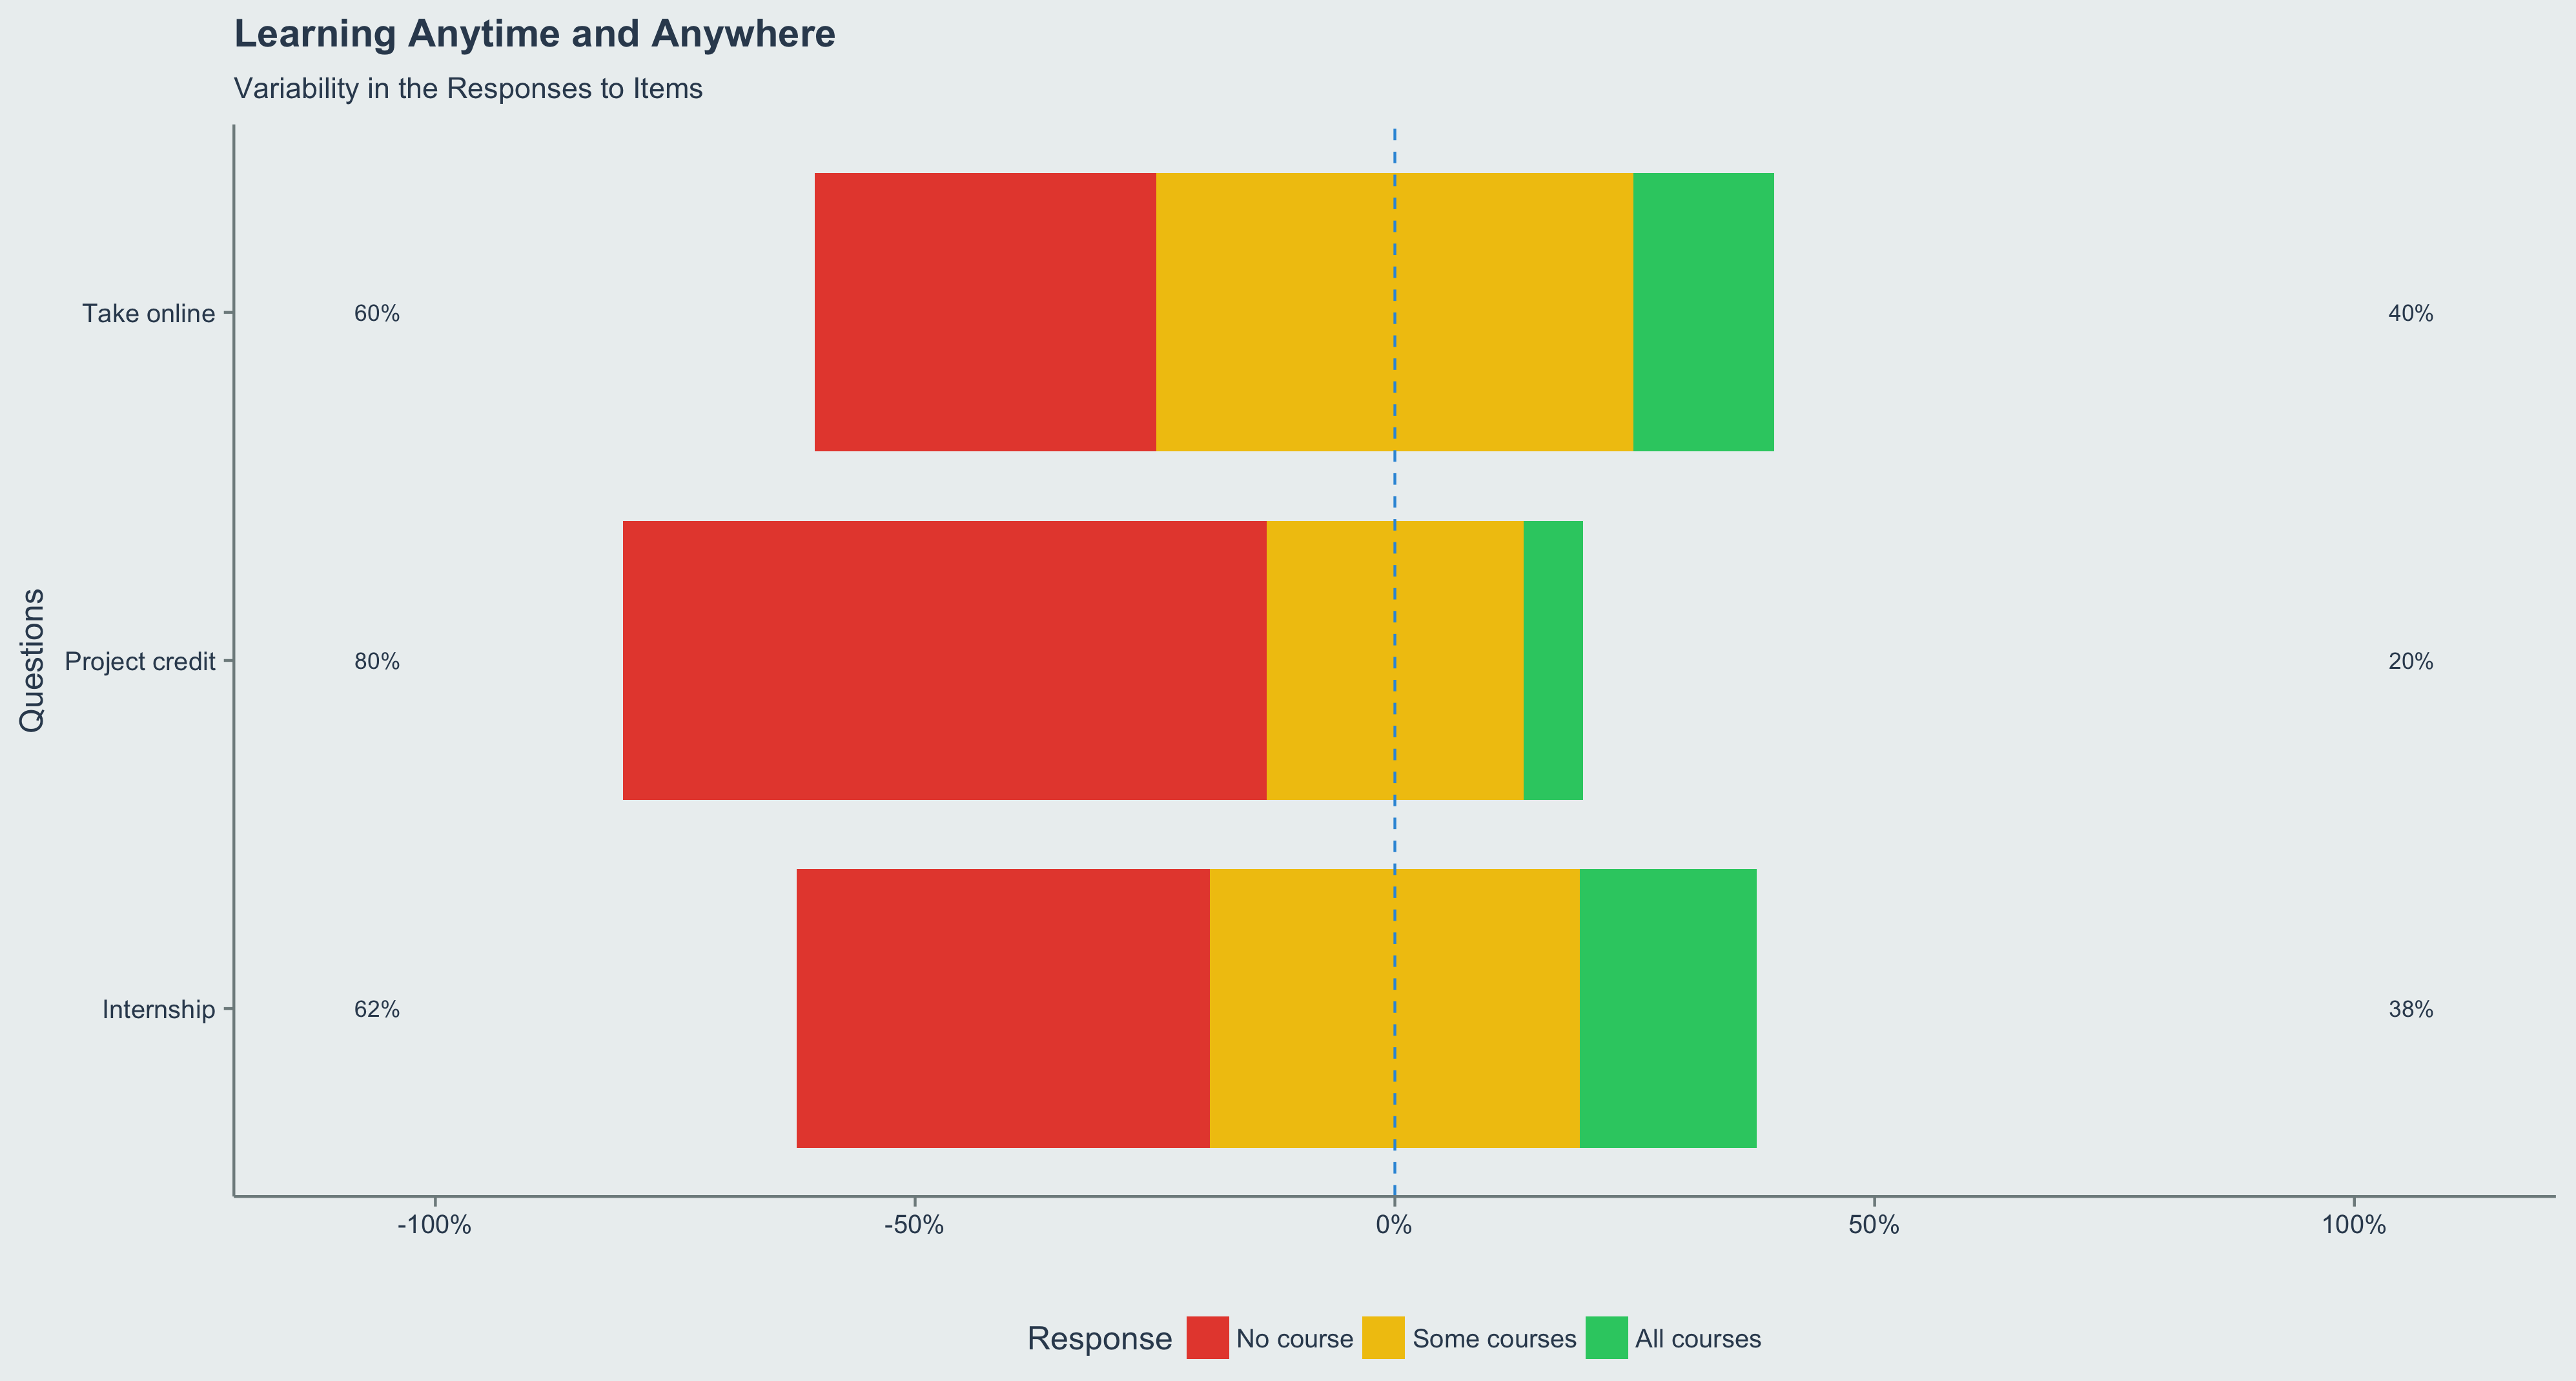 Learning Anytime and Anywhere
Variability in the Responses to Items
Questions
Take online 60% 40%
Project credit 80% 20%
Internship 62% 38%
-100% -50% 0% 50% 100%
Response No course Some courses All courses